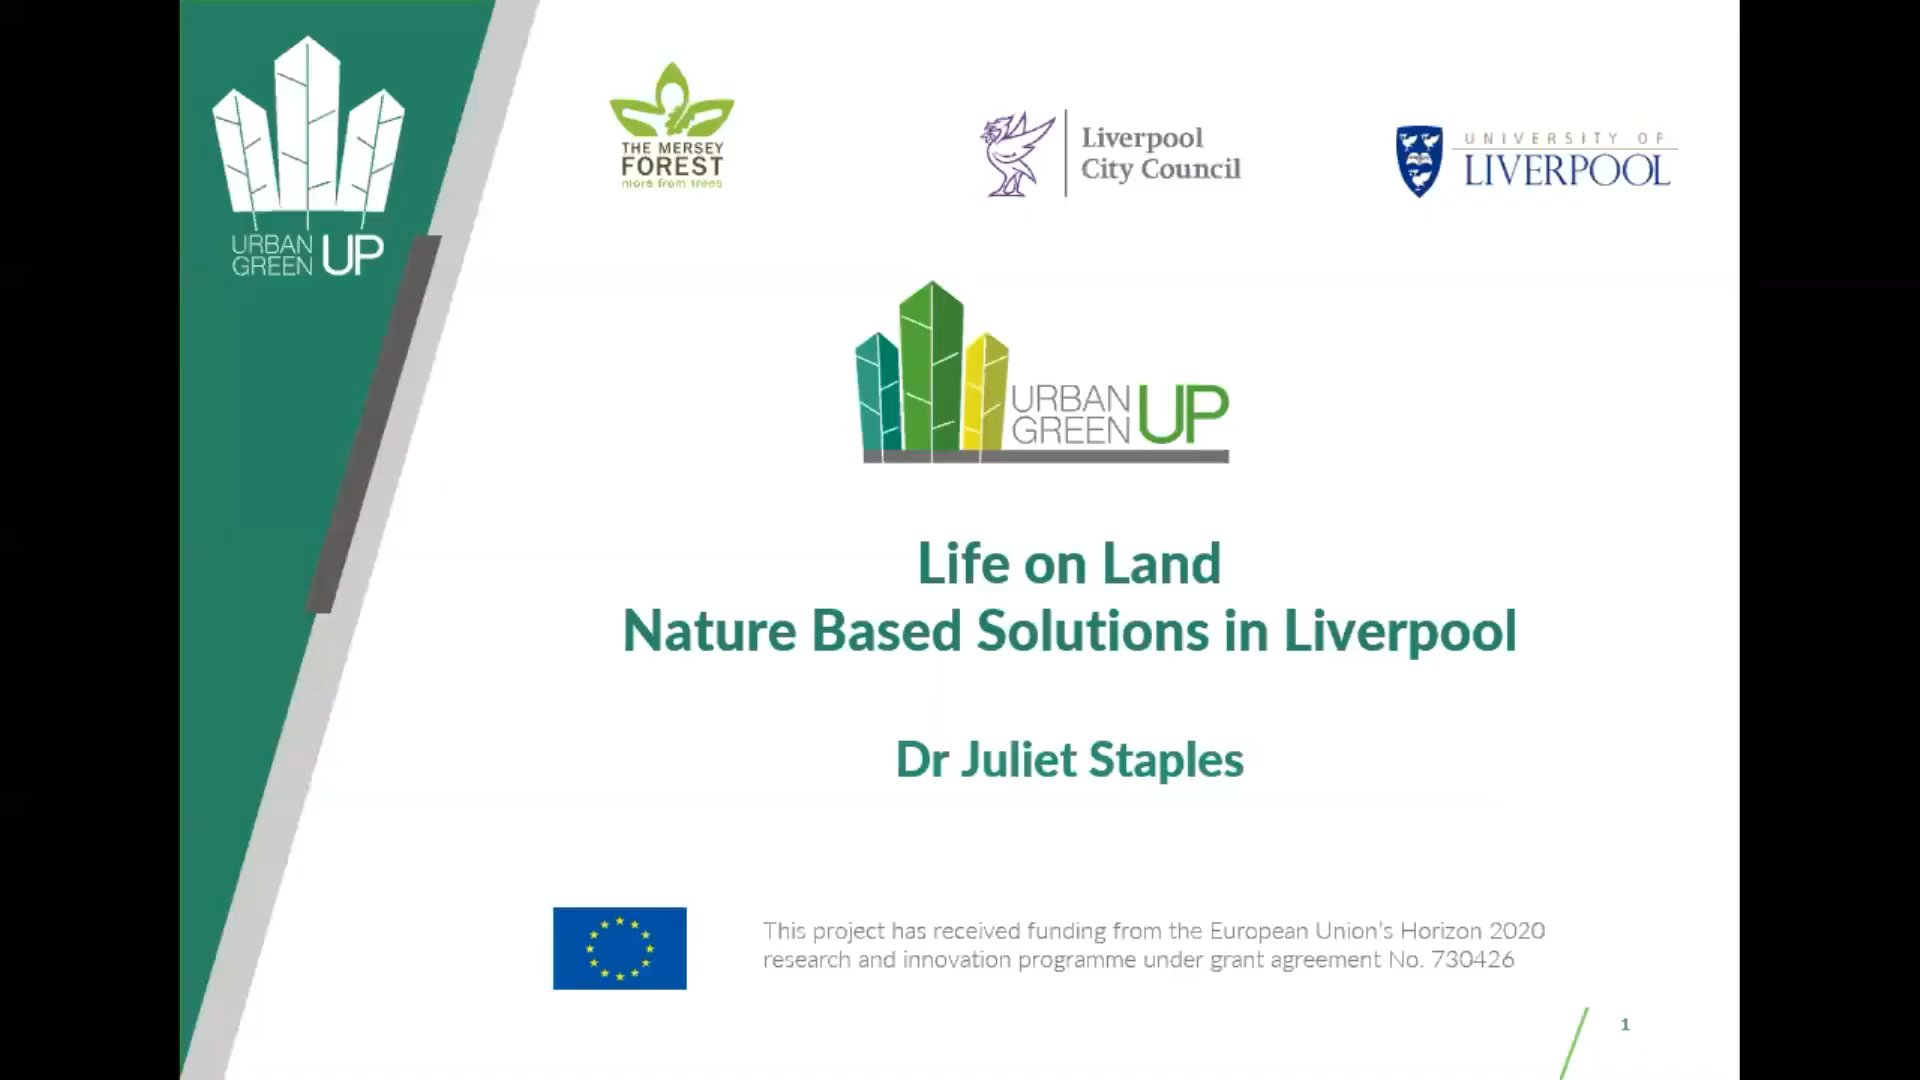 URBAN
GREEN UP
THE MERSEY
FOREST
more from trees
Liverpool
City Council
UNIVERSITY OF
LIVERPOOL
URBAN
GREEN UP
Life on Land
Nature Based Solutions in Liverpool
Dr Juliet Staples
This project has received funding from the European Union's Horizon 2020
research and innovation programme under grant agreement No. 730426
1